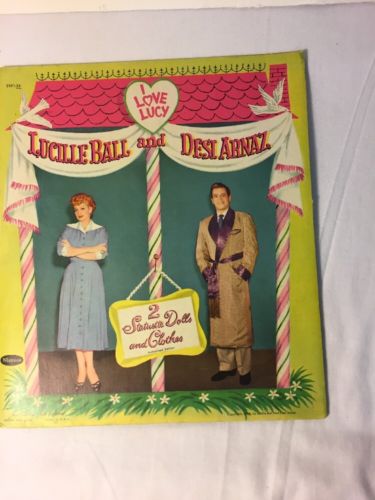 I
LOVE
LUCY
LUCILLE BALL and DESI ARNAZ
2
Statuette Dolls
and Clothes
Whitman